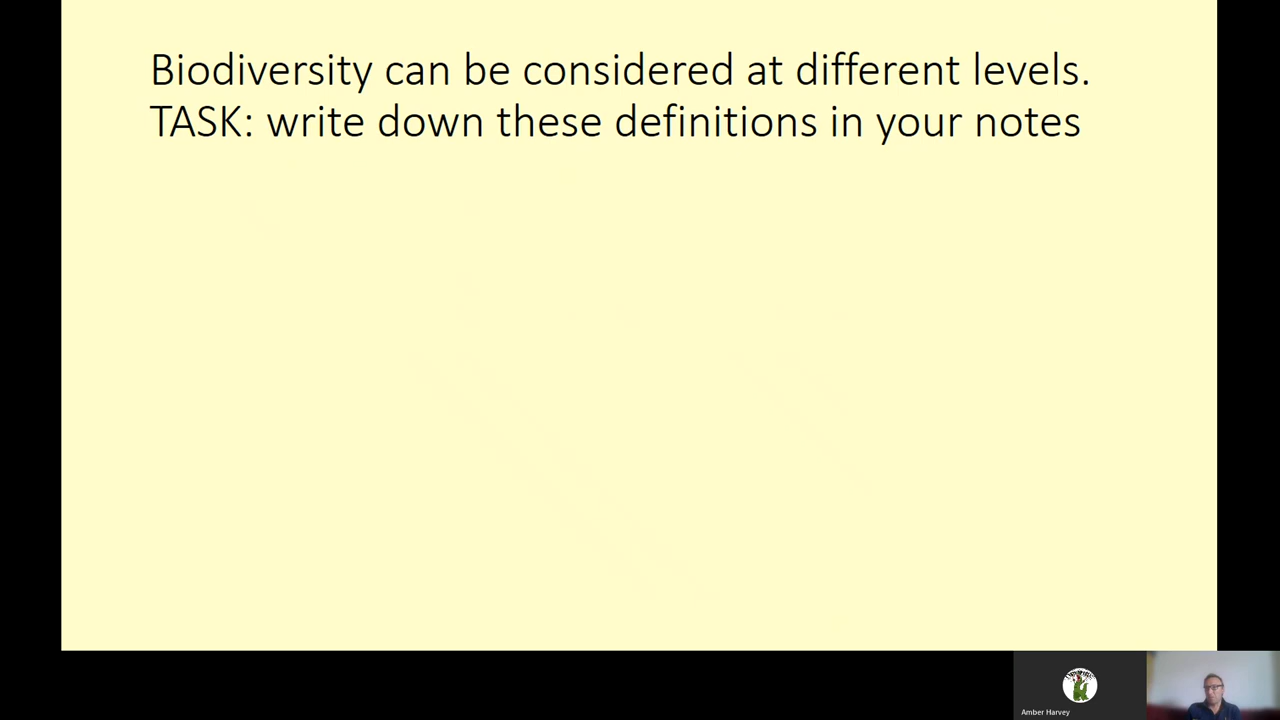 Biodiversity can be considered at different levels.
TASK: write down these definitions in your notes
Amber Harvey